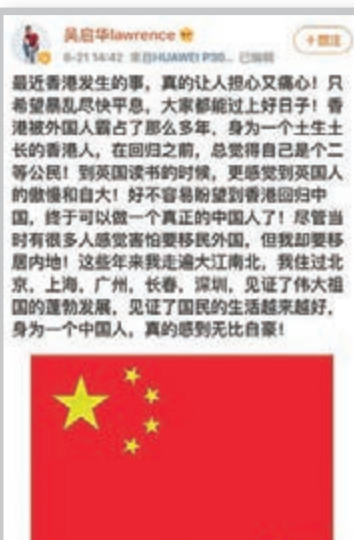 吴启华lawrence
8-21 14:42 来自HUAWEI P30... 已编辑
+关注
最近香港发生的事，真的让人担心又痛心！只
希望暴乱尽快平息，大家都能过上好日子！香
港被外国人霸占了那么多年，身为一个土生土
长的香港人，在回归之前，总觉得自己是个二
等公民！到英国读书的时候，更感觉到英国人
的傲慢和自大！好不容易盼望到香港回归中
国，终于可以做一个真正的中国人了！尽管当
时有很多人感觉害怕要移民外国，但我却要移
居内地！这些年来我走遍大江南北，我住过北
京，上海，广州，长春，深圳，见证了伟大祖
国的蓬勃发展，见证了国民的生活越来越好，
身为一个中国人，真的感到无比自豪！